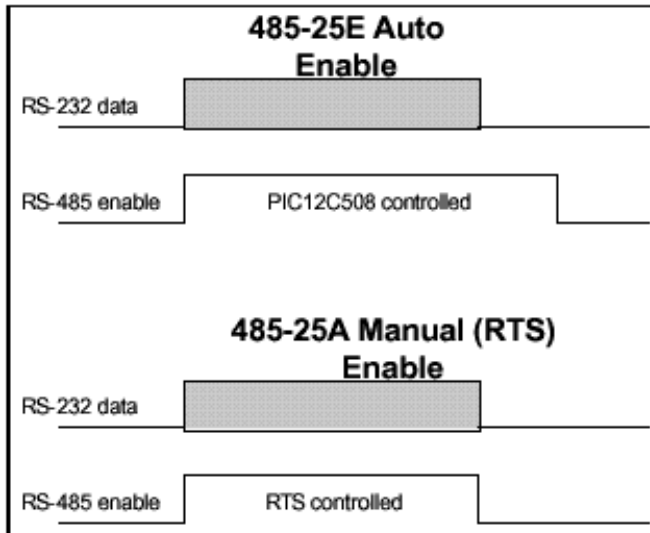 485-25E Auto
Enable
RS-232 data
RS-485 enable
PIC12C508 controlled
485-25A Manual (RTS)
Enable
RS-232 data
RS-485 enable
RTS controlled